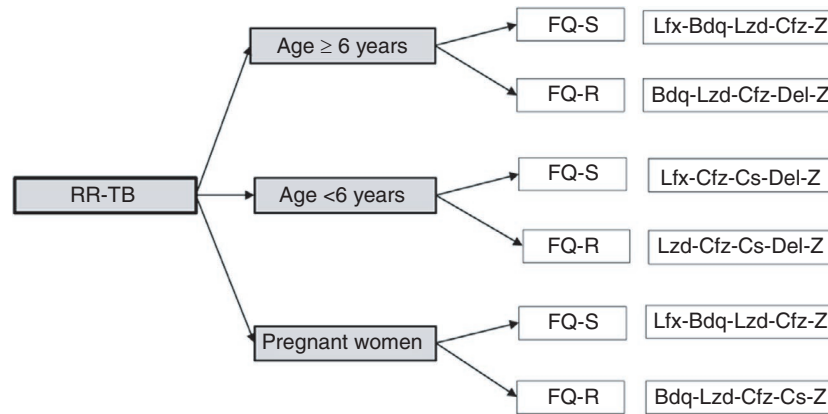 RR-TB
Age ≥ 6 years
FQ-S
Lfx-Bdq-Lzd-Cfz-Z
FQ-R
Bdq-Lzd-Cfz-Del-Z
Age <6 years
FQ-S
Lfx-Cfz-Cs-Del-Z
FQ-R
Lzd-Cfz-Cs-Del-Z
Pregnant women
FQ-S
Lfx-Bdq-Lzd-Cfz-Z
FQ-R
Bdq-Lzd-Cfz-Cs-Z